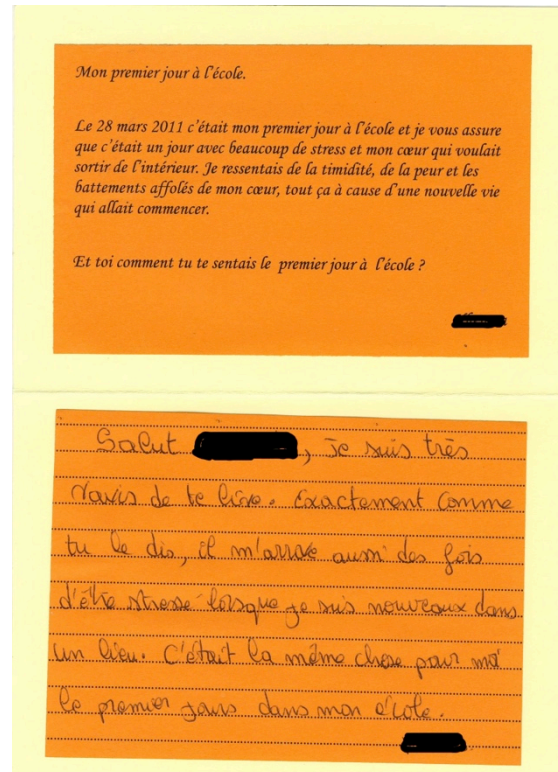 Mon premier jour à l'école.
Le 28 mars 2011 c'était mon premier jour à l'école et je vous assure
que c'était un jour avec beaucoup de stress et mon cœur qui voulait
sortir de l'intérieur. Je ressentais de la timidité, de la peur et les
battements affolés de mon cœur, tout ça à cause d'une nouvelle vie
qui allait commencer.
Et toi comment tu te sentais le premier jour à l'école ?
Salut , je suis très
ravis de te lire. Exactement comme
tu le dis, il m'arrive aussi des fois
d'être stressé lorsque je suis nouveaux dans
un lieu. C'était la même chose pour moi
le premier jours dans mon école.